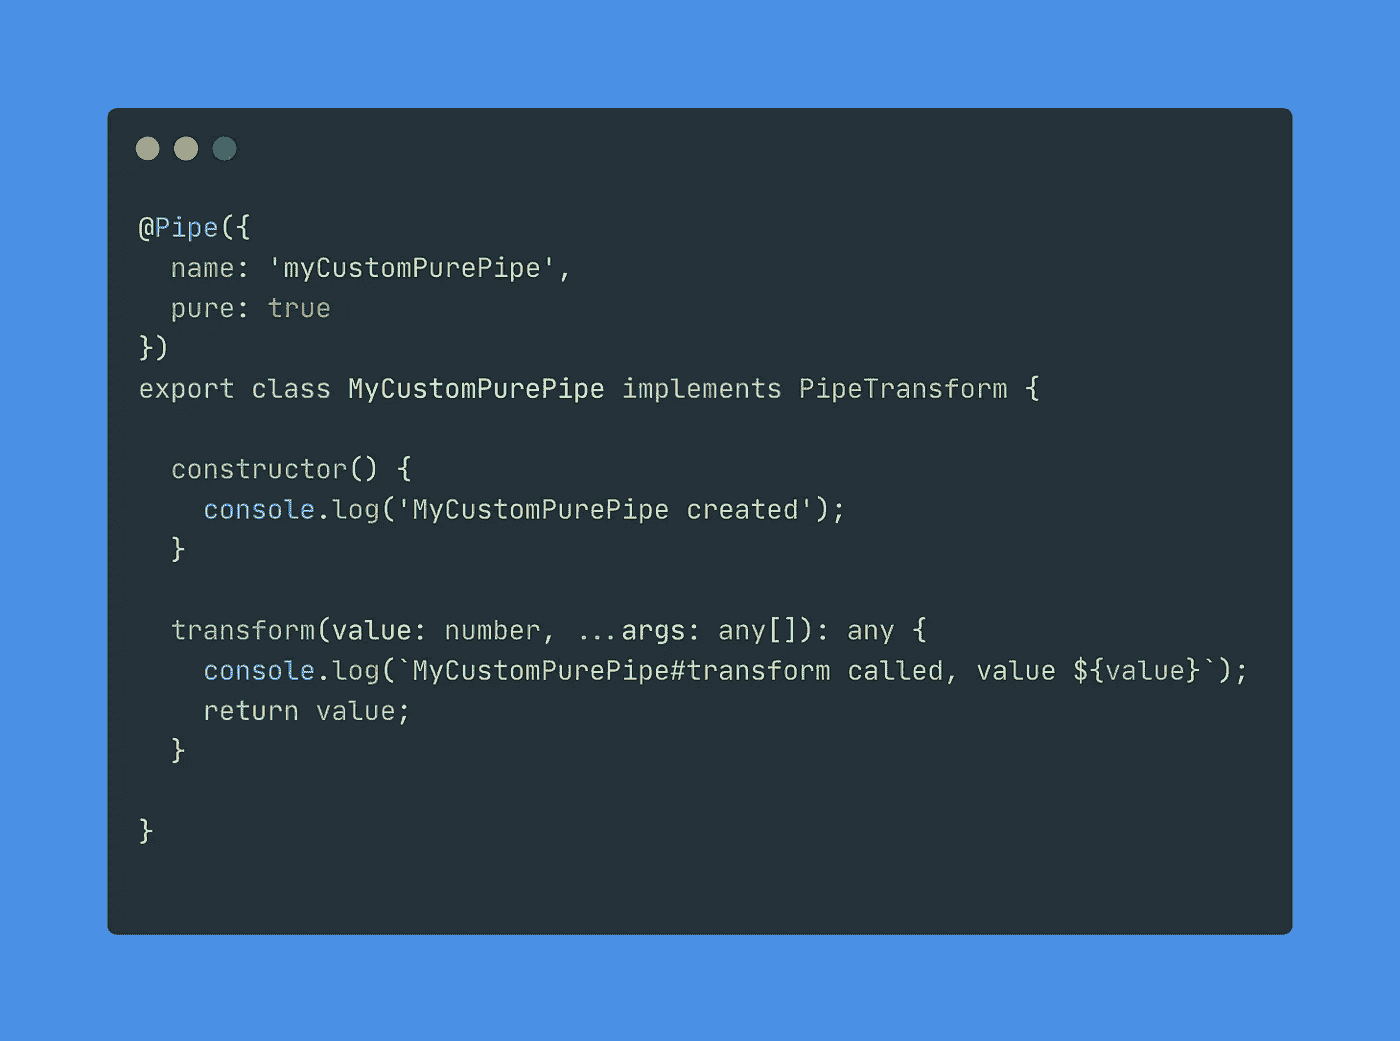 @Pipe({
  name: 'myCustomPurePipe',
  pure: true
})
export class MyCustomPurePipe implements PipeTransform {
  constructor() {
    console.log('MyCustomPurePipe created');
  }
  transform(value: number, ...args: any[]): any {
    console.log(`MyCustomPurePipe#transform called, value ${value}`);
    return value;
  }
}